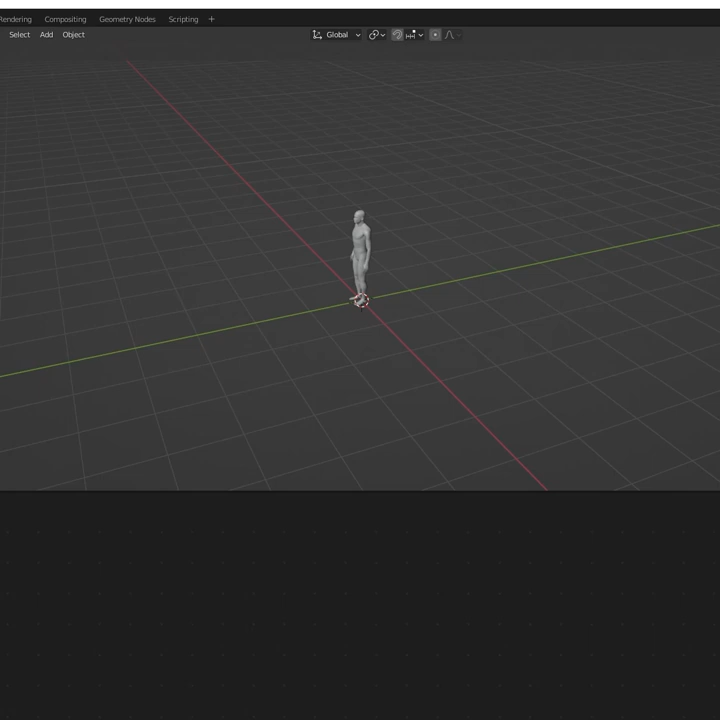 Rendering Compositing Geometry Nodes Scripting +
Select Add Object Global